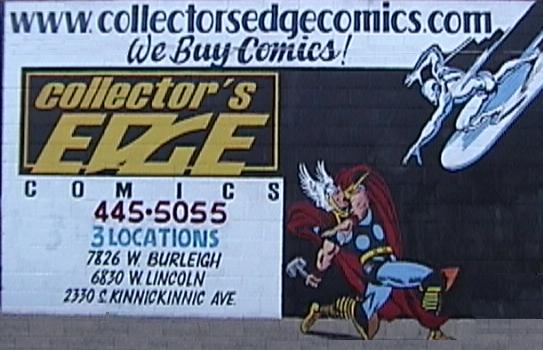 www.collectorsedgecomics.com
We Buy Comics!
collector's
EDGE
COMICS
445-5055
3 LOCATIONS
7826 W. BURLEIGH
6830 W. LINCOLN
2330 S. KINNICKINNIC AVE.